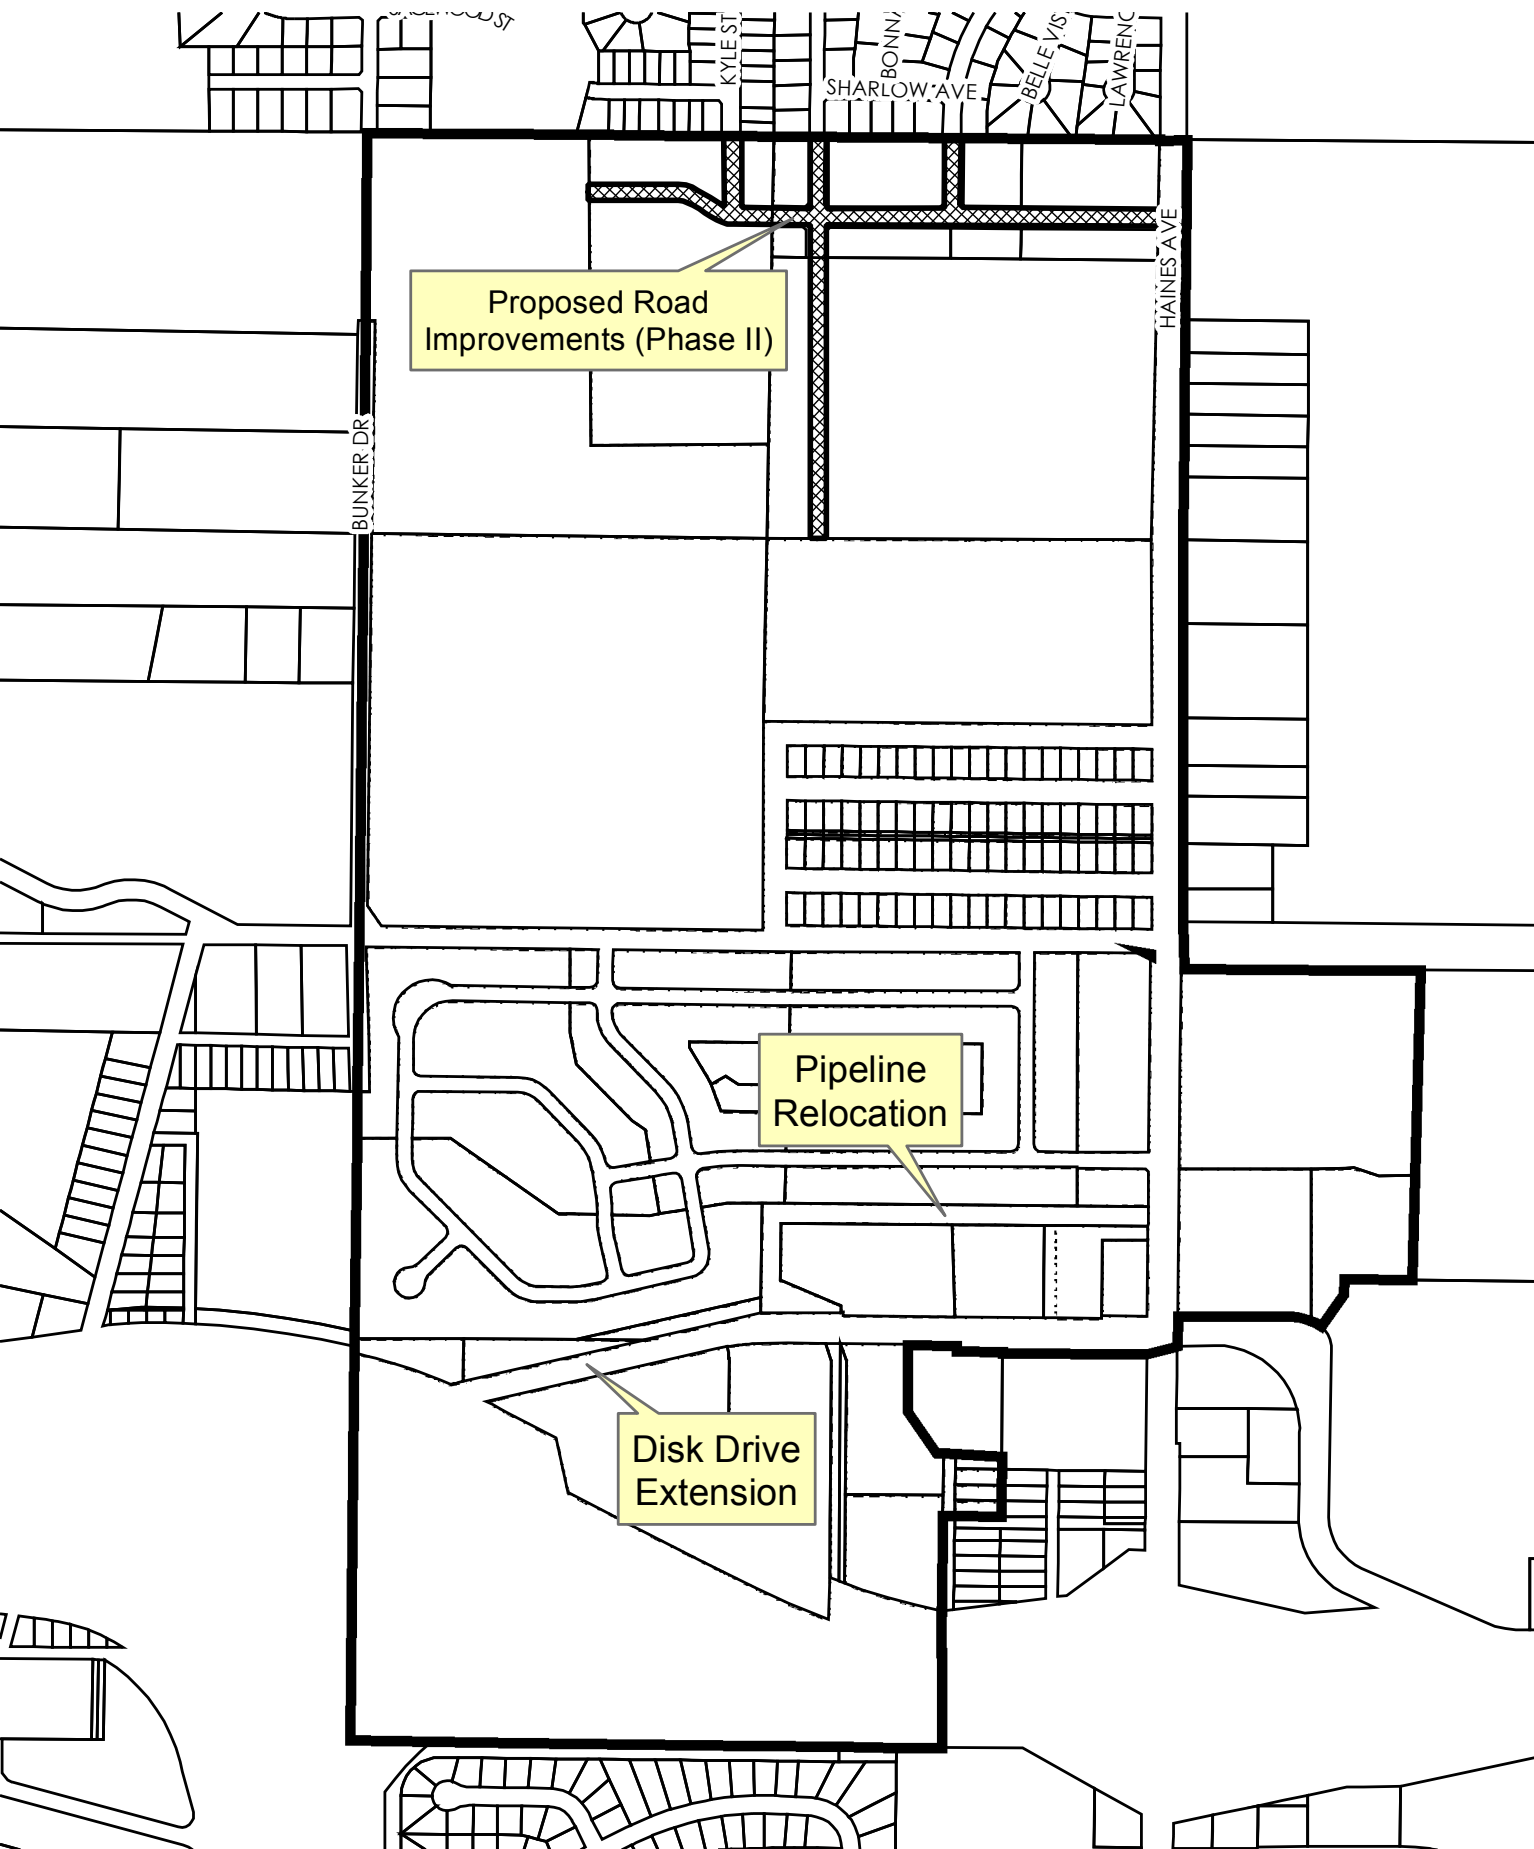 KYLE ST
SHARLOW AVE
HAINES AVE
Proposed Road
Improvements (Phase II)
BUNKER DR
Pipeline
Relocation
Disk Drive
Extension